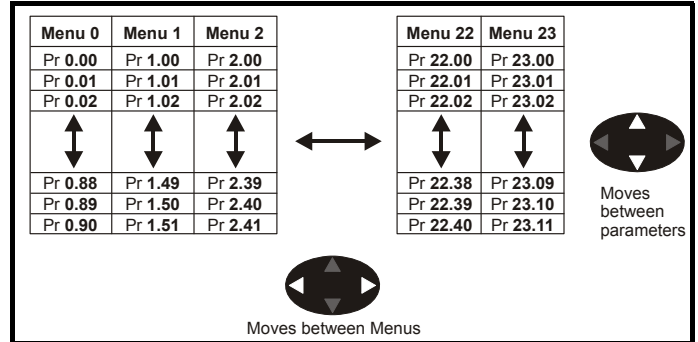 Menu 0 Menu 1 Menu 2 Menu 22 Menu 23
Pr 0.00 Pr 1.00 Pr 2.00 Pr 22.00 Pr 23.00
Pr 0.01 Pr 1.01 Pr 2.01 Pr 22.01 Pr 23.01
Pr 0.02 Pr 1.02 Pr 2.02 Pr 22.02 Pr 23.02
Pr 0.88 Pr 1.49 Pr 2.39 Pr 22.38 Pr 23.09
Pr 0.89 Pr 1.50 Pr 2.40 Pr 22.39 Pr 23.10
Pr 0.90 Pr 1.51 Pr 2.41 Pr 22.40 Pr 23.11
Moves
between
parameters
Moves between Menus